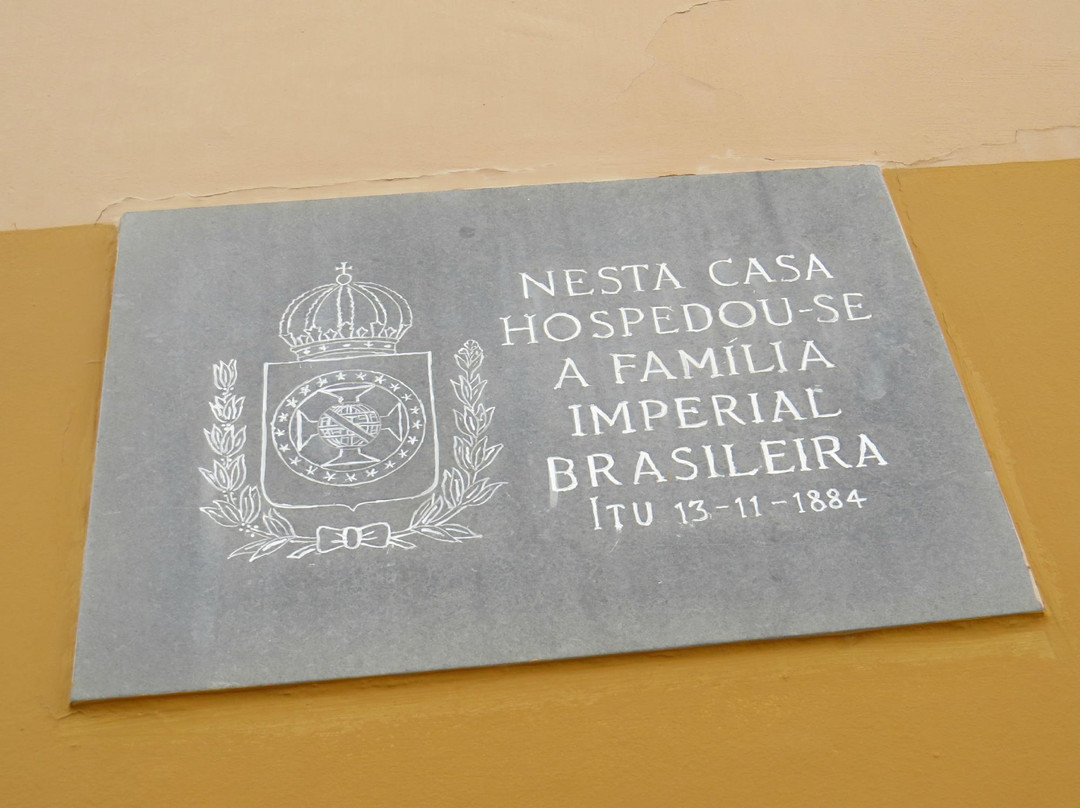 NESTA CASA
HOSPEDOU-SE
A FAMÍLIA
IMPERIAL
BRASILEIRA
ITU 13-11-1884